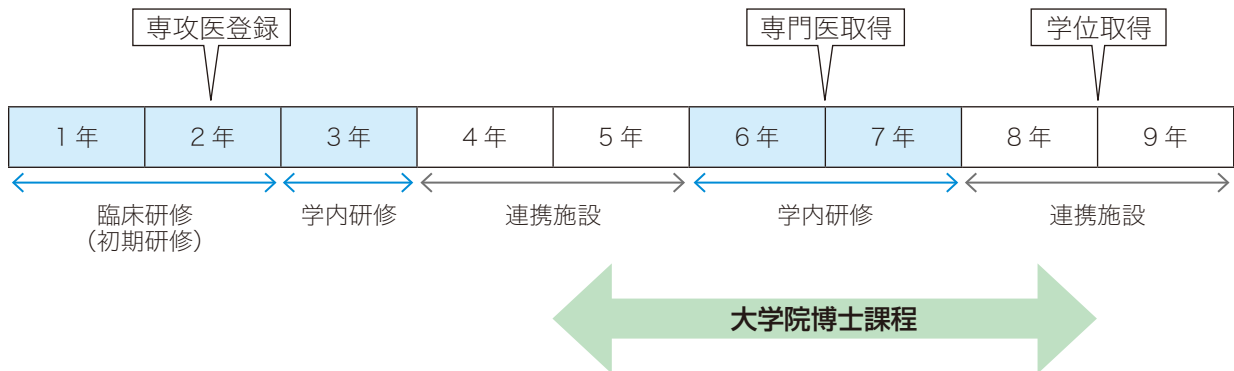 専攻医登録
専門医取得
学位取得
1年
2年
3年
4年
5年
6年
7年
8年
9年
臨床研修
（初期研修）
学内研修
連携施設
学内研修
連携施設
大学院博士課程